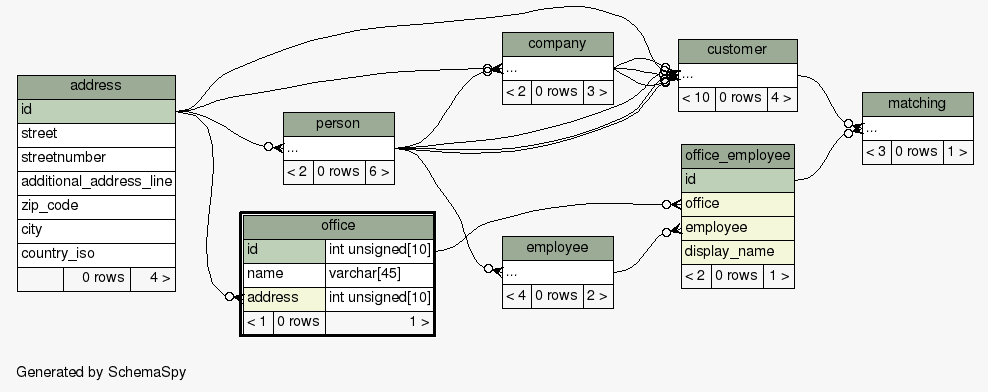 address
id
street
streetnumber
additional_address_line
zip_code
city
country_iso
0 rows 4 >
person
...
< 2 0 rows 6 >
office
id int unsigned[10]
name varchar[45]
address int unsigned[10]
< 1 0 rows 1 >
company
...
< 2 0 rows 3 >
employee
...
< 4 0 rows 2 >
customer
...
< 10 0 rows 4 >
office_employee
id
office
employee
display_name
< 2 0 rows 1 >
matching
...
< 3 0 rows 1 >
Generated by SchemaSpy